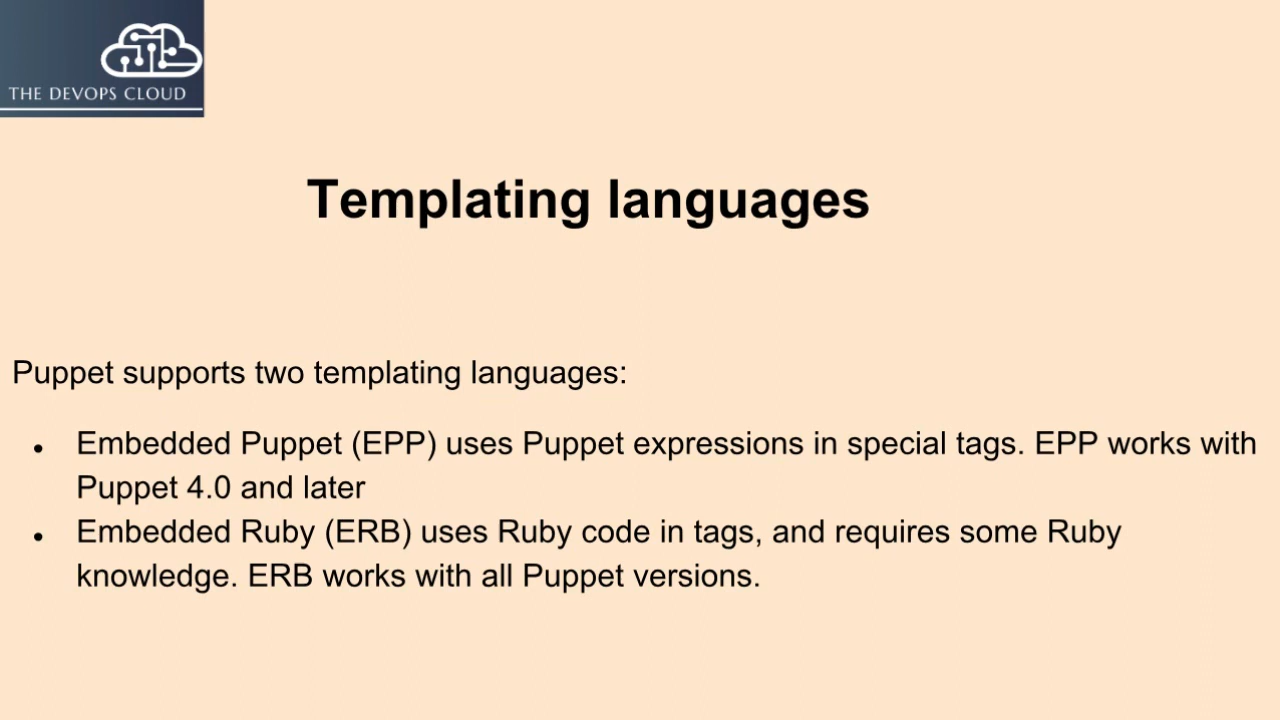 THE DEVOPS CLOUD
Templating languages
Puppet supports two templating languages:
• Embedded Puppet (EPP) uses Puppet expressions in special tags. EPP works with
Puppet 4.0 and later
• Embedded Ruby (ERB) uses Ruby code in tags, and requires some Ruby
knowledge. ERB works with all Puppet versions.